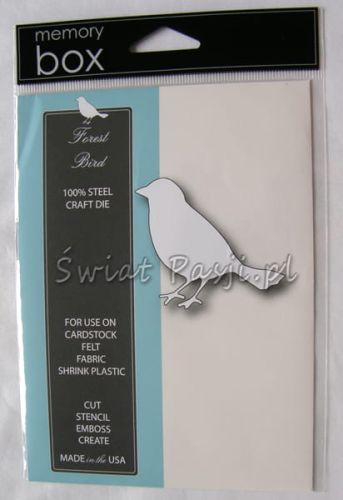 memory
box
Forest
Bird
100% STEEL
CRAFT DIE
Świat Pasji.pl
FOR USE ON
CARDSTOCK
FELT
FABRIC
SHRINK PLASTIC
CUT
STENCIL
EMBOSS
CREATE
MADE in the USA